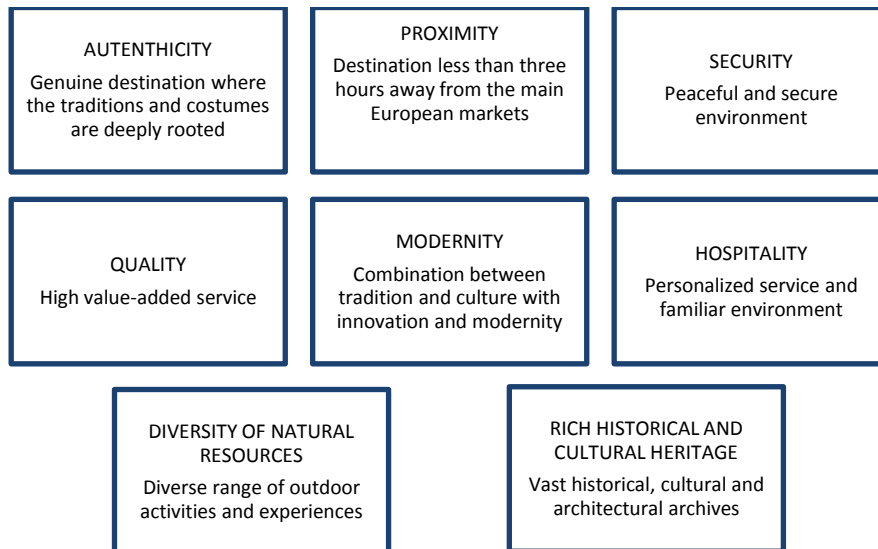 AUTENTHICITY
Genuine destination where
the traditions and costumes
are deeply rooted
PROXIMITY
Destination less than three
hours away from the main
European markets
SECURITY
Peaceful and secure
environment
QUALITY
High value-added service
MODERNITY
Combination between
tradition and culture with
innovation and modernity
HOSPITALITY
Personalized service and
familiar environment
DIVERSITY OF NATURAL
RESOURCES
Diverse range of outdoor
activities and experiences
RICH HISTORICAL AND
CULTURAL HERITAGE
Vast historical, cultural and
architectural archives